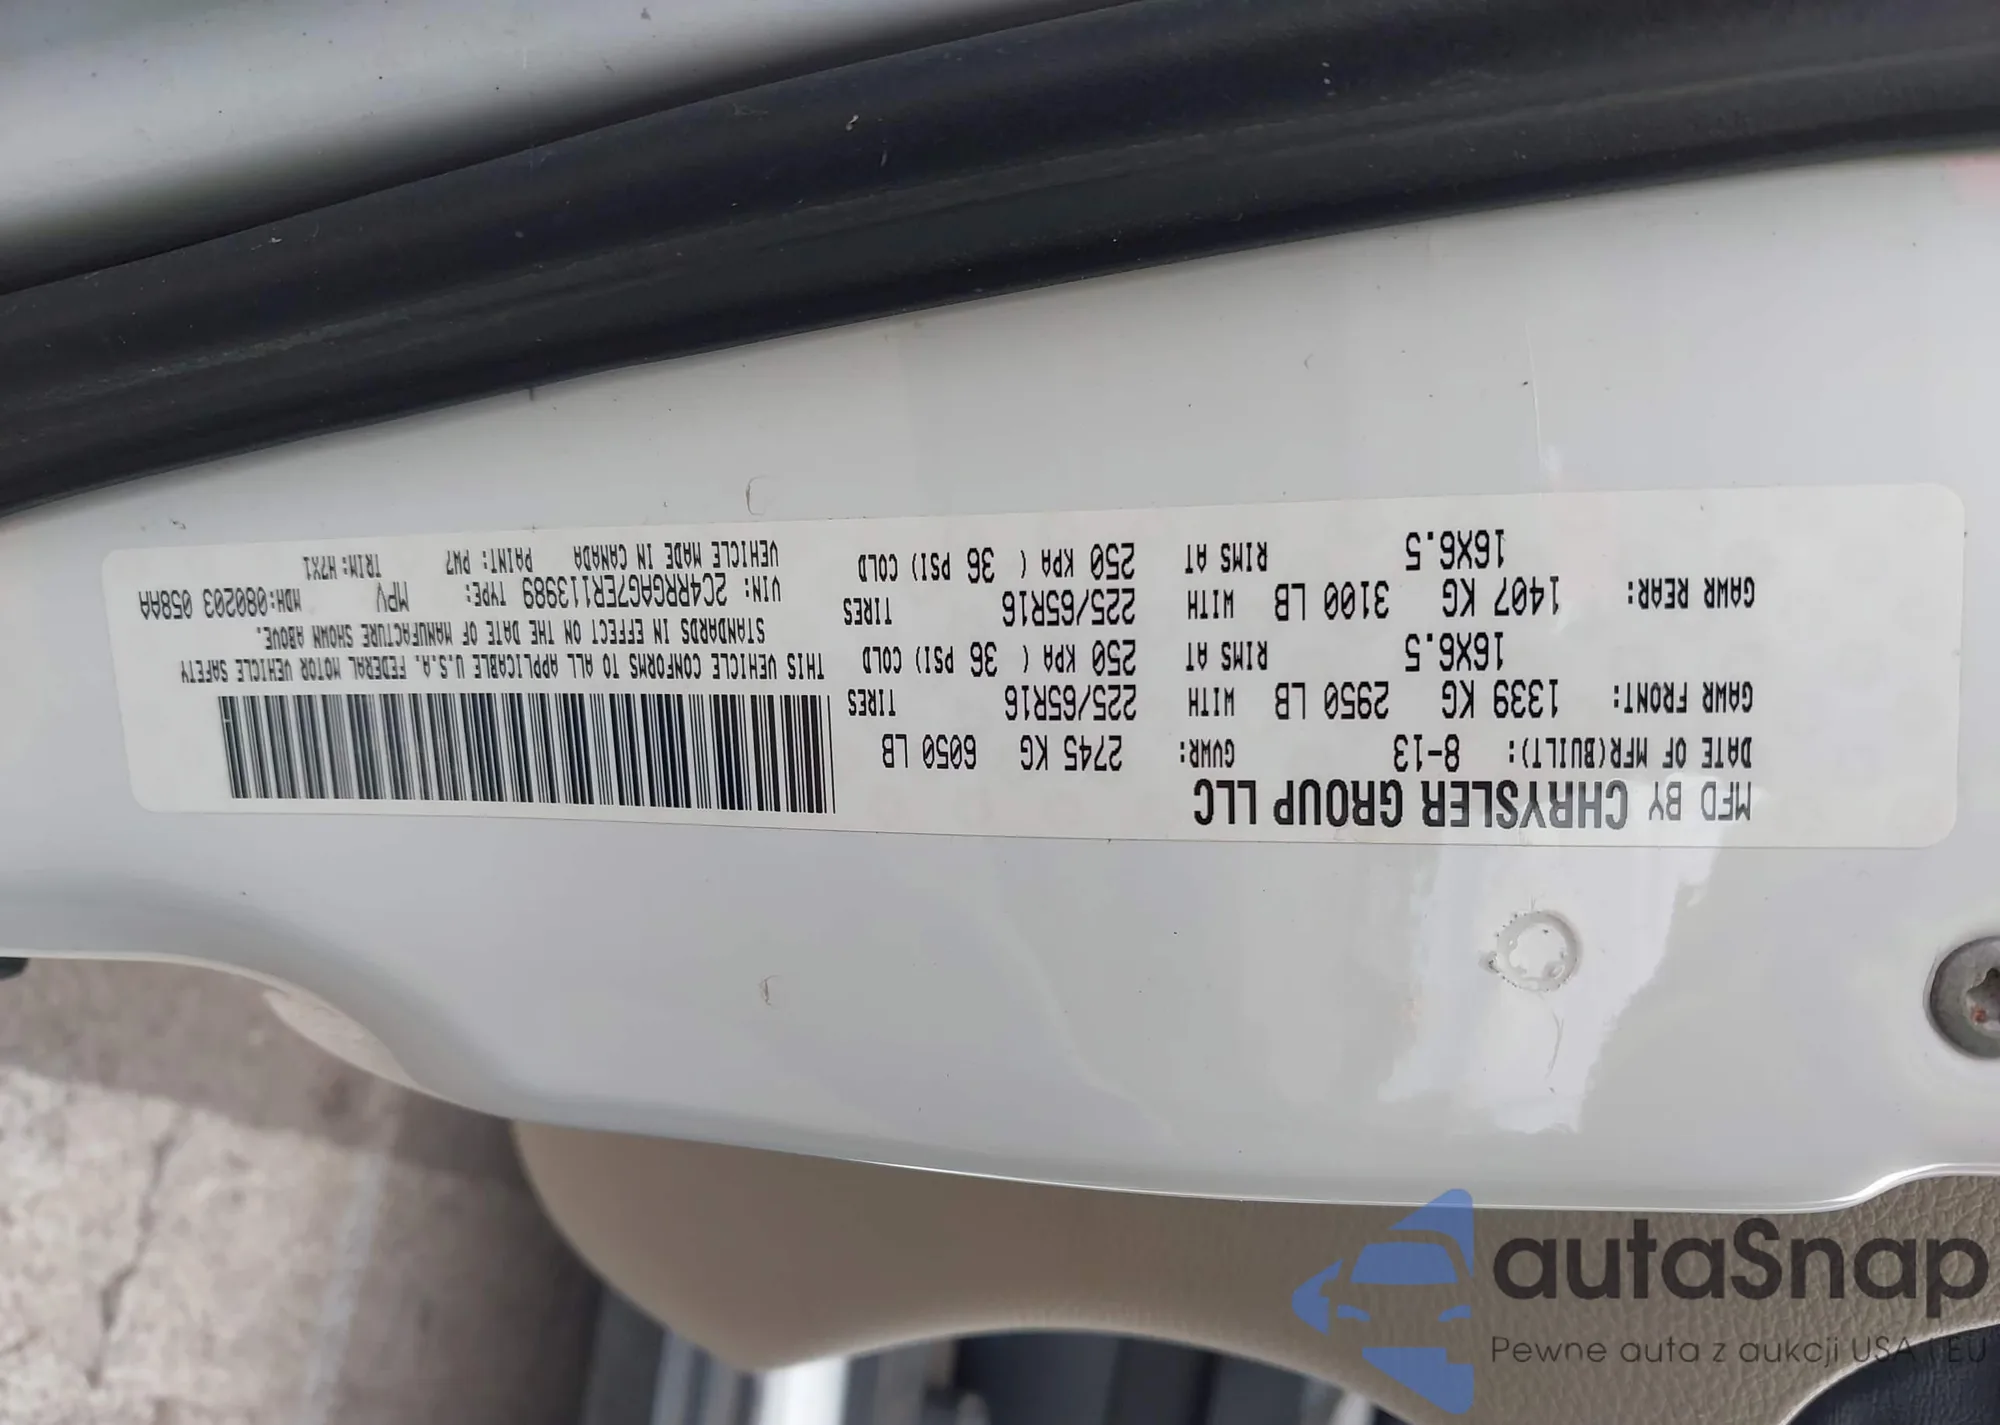 MFD BY CHRYSLER GROUP LLC
DATE OF MFR(BUILT): 8-13 GVWR: 2745 KG 6050 LB
GAWR FRONT: 1339 KG 2950 LB WITH 225/65R16 TIRES
16X6.5 RIMS AT 250 KPA ( 36 PSI) COLD
GAWR REAR: 1407 KG 3100 LB WITH 225/65R16 TIRES
16X6.5 RIMS AT 250 KPA ( 36 PSI) COLD
THIS VEHICLE CONFORMS TO ALL APPLICABLE U.S.A. FEDERAL MOTOR VEHICLE SAFETY
STANDARDS IN EFFECT ON THE DATE OF MANUFACTURE SHOWN ABOVE.
VIN: 2C4RRGAG7ER113989 TYPE: MPV MDH: 080203 058AA
VEHICLE MADE IN CANADA PAINT: PW7 TRIM: H7X1
autaSnap
Pewne auta z aukcji USA i EU